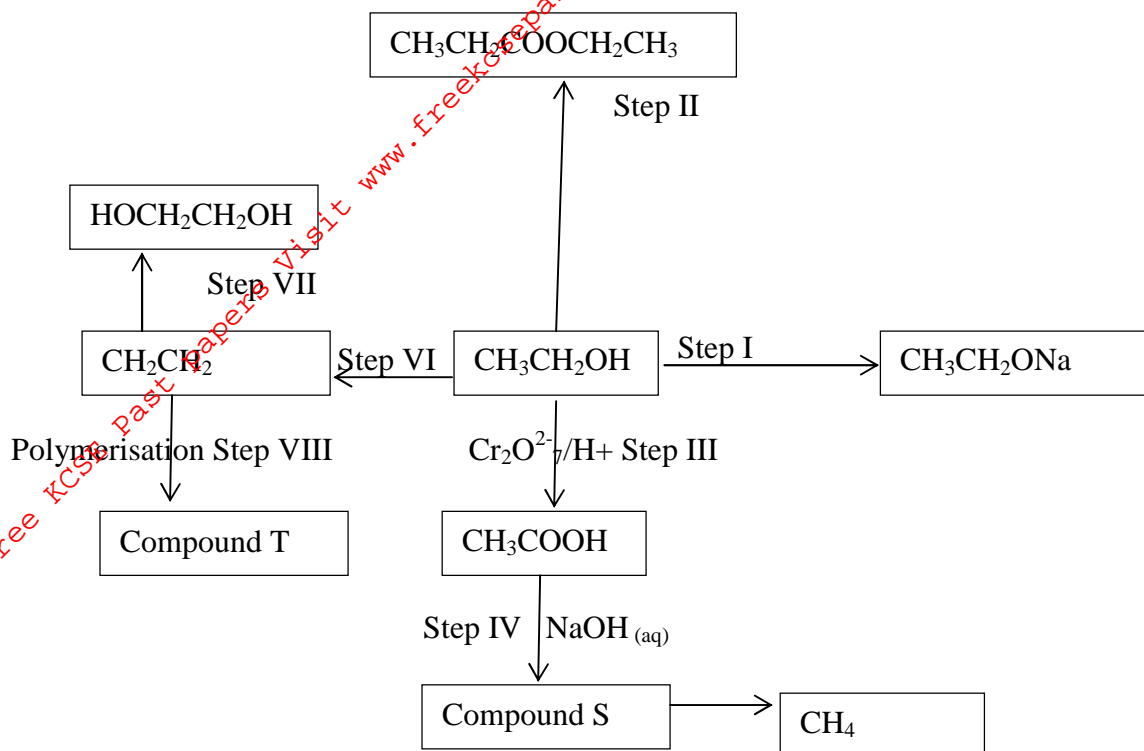 CH₃CH₂COOCH₂CH₃
Step II
HOCH₂CH₂OH
Step VII
CH₂CH₂
Step VI
CH₃CH₂OH
Step I
CH₃CH₂ONa
Polymerisation Step VIII
Cr₂O²⁻₇/H+ Step III
Compound T
CH₃COOH
Step IV
NaOH (aq)
Compound S
CH₄
ree KCSE Past Papers Visit www.freekcsepa